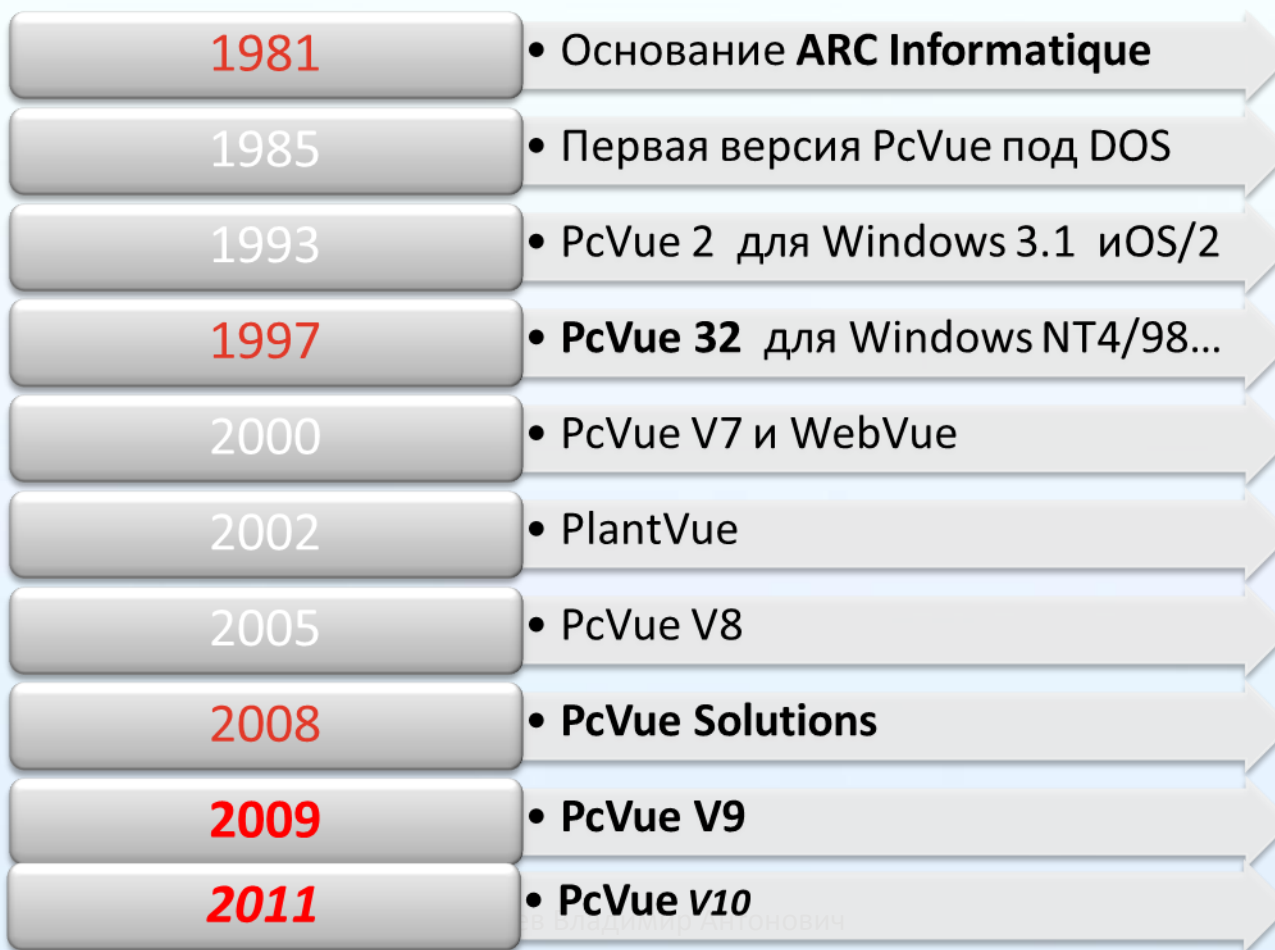 1981 • Основание ARC Informatique
1985 • Первая версия PcVue под DOS
1993 • PcVue 2 для Windows 3.1 иOS/2
1997 • PcVue 32 для Windows NT4/98...
2000 • PcVue V7 и WebVue
2002 • PlantVue
2005 • PcVue V8
2008 • PcVue Solutions
2009 • PcVue V9
2011 • PcVue V10
Владимир Антонович